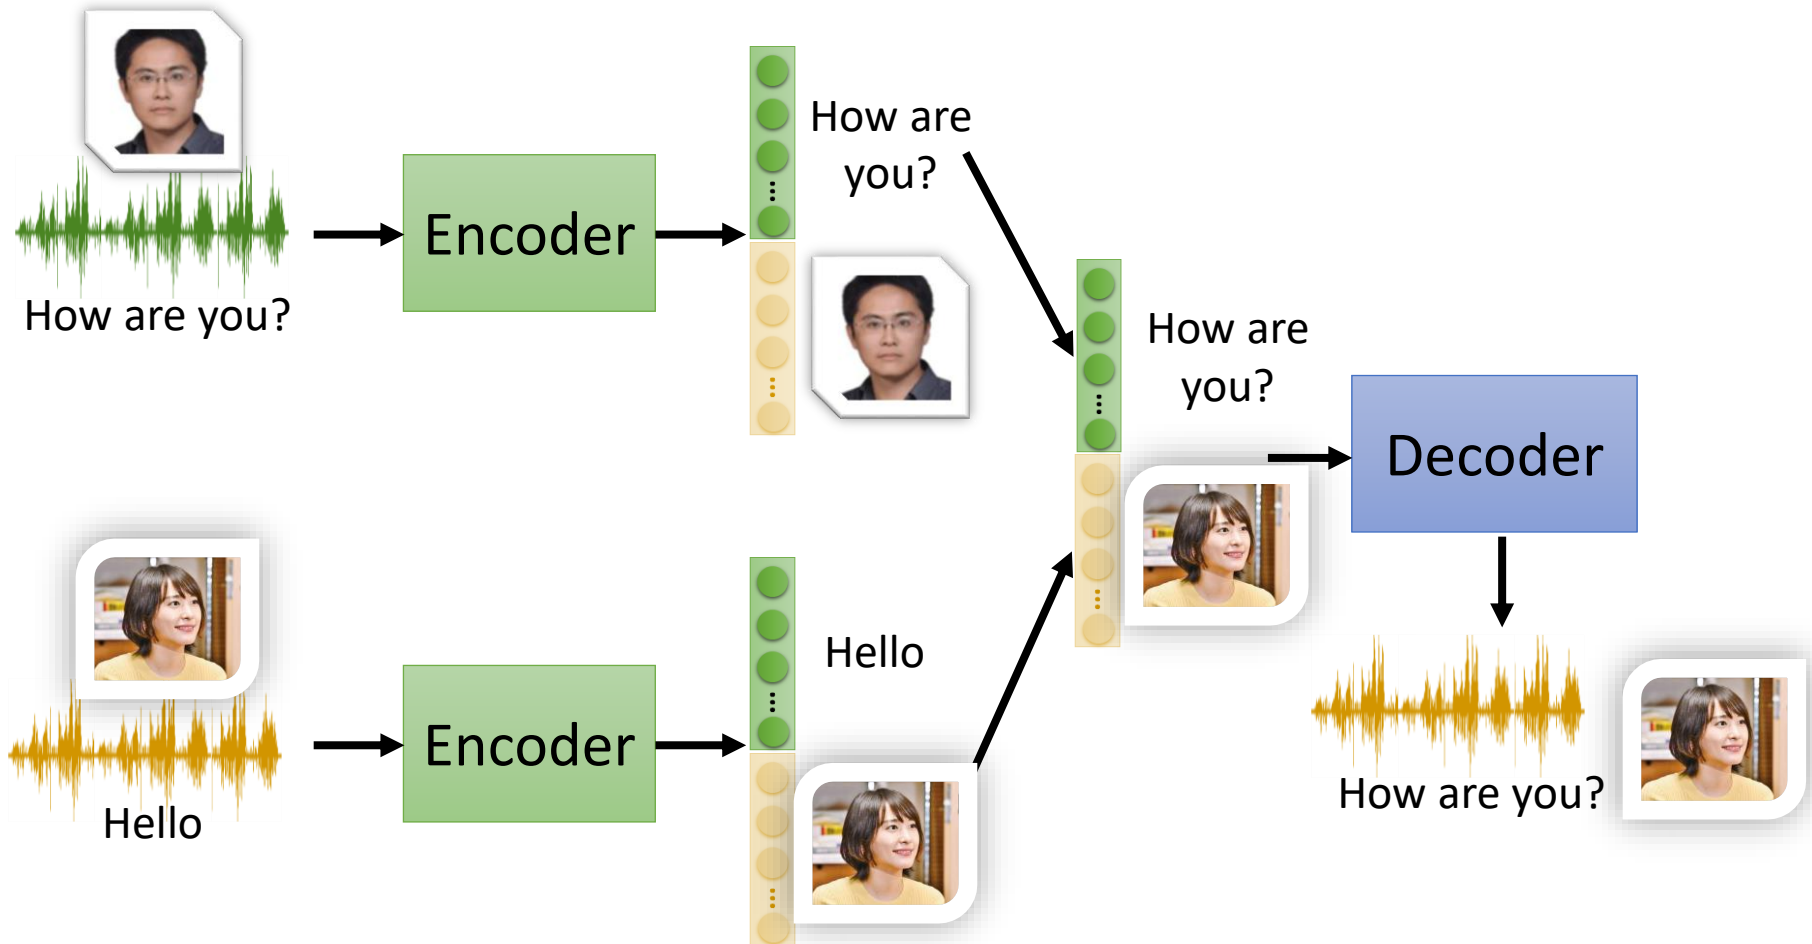 How are you?
Encoder
How are
you?
How are
you?
Decoder
Hello
Encoder
Hello
How are you?